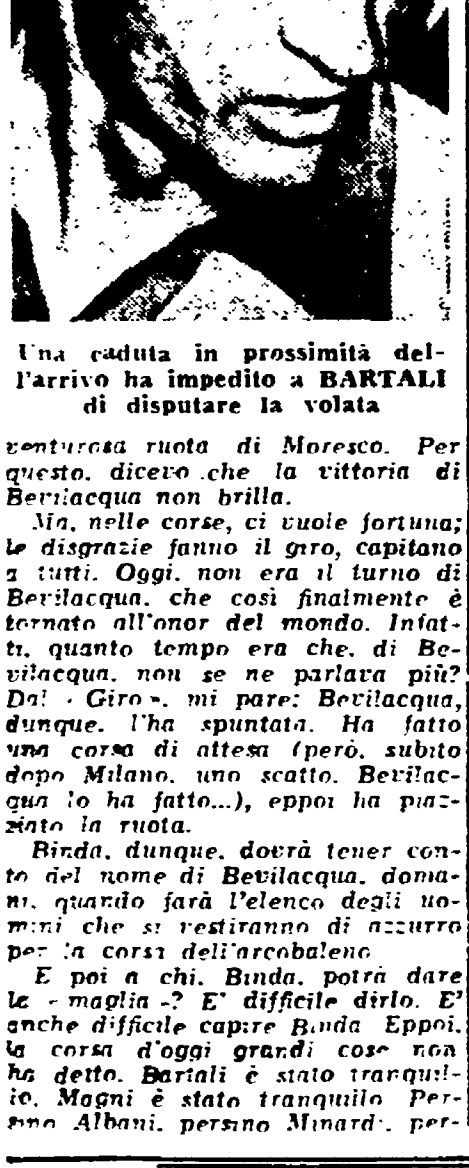 Una caduta in prossimità del-
l'arrivo ha impedito a BARTALI
di disputare la volata
venturosa ruota di Moresco. Per
questo, dicevo che la vittoria di
Bevilacqua non brilla.
Ma, nelle corse, ci vuole fortuna;
le disgrazie fanno il giro, capitano
a tutti. Oggi, non era il turno di
Bevilacqua, che così finalmente è
tornato all'onor del mondo. Infat-
ti, quanto tempo era che, di Be-
vilacqua, non se ne parlava più?
Dal « Giro », mi pare: Bevilacqua,
dunque, l'ha spuntata. Ha fatto
una corsa di attesa (però, subito
dopo Milano, uno scatto, Bevilac-
qua lo ha fatto...), eppoi ha piaz-
zato la ruota.
Binda, dunque, dovrà tener con-
to del nome di Bevilacqua, doma-
ni, quando farà l'elenco degli uo-
mini che si vestiranno di azzurro
per la corsa dell'arcobaleno
E poi a chi, Binda, potrà dare
la « maglia »? E' difficile dirlo. E'
anche difficile capire Binda Eppoi,
la corsa d'oggi grandi cose non
ha detto. Bartali è stato tranquil-
lo, Magni è stato tranquillo Per-
sino Albani, persino Minardi, per-